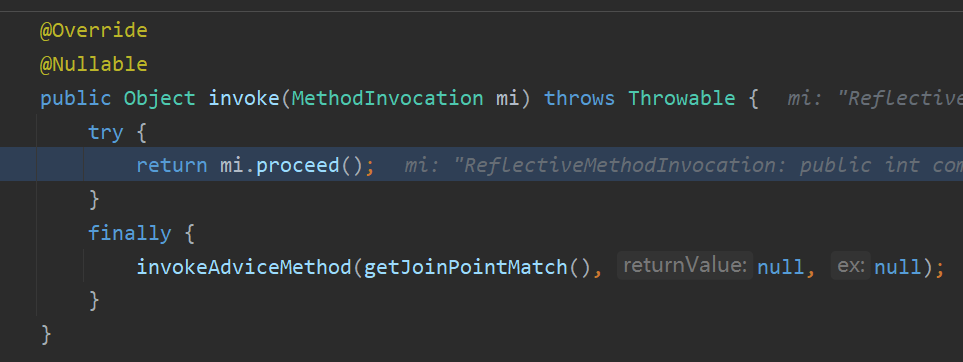 @Override
@Nullable
public Object invoke(MethodInvocation mi) throws Throwable {  mi: "Reflective
try {
return mi.proceed();  mi: "ReflectiveMethodInvocation: public int com
}
finally {
invokeAdviceMethod(getJoinPointMatch(), returnValue: null, ex: null);
}
}